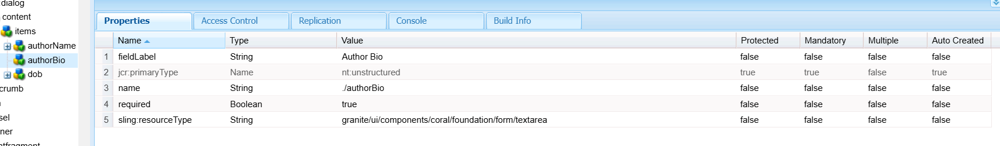 dialog
content
items
authorName
authorBio
dob
crumb
sel
ner
ntfragment
Properties Access Control Replication Console Build Info
Name Type Value Protected Mandatory Multiple Auto Created
1 fieldLabel String Author Bio false false false false
2 jcr:primaryType Name nt:unstructured true true false true
3 name String ./authorBio false false false false
4 required Boolean true false false false false
5 sling:resourceType String granite/ui/components/coral/foundation/form/textarea false false false false